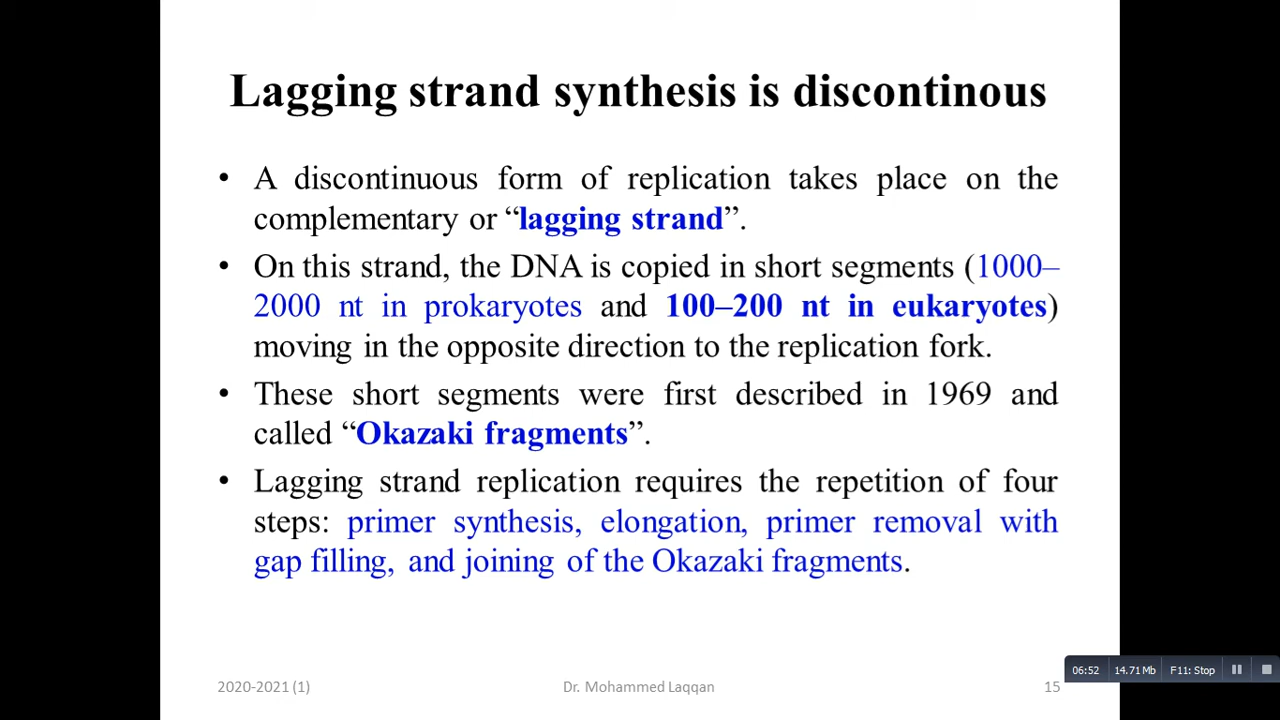 Lagging strand synthesis is discontinous
• A discontinuous form of replication takes place on the
complementary or “lagging strand”.
• On this strand, the DNA is copied in short segments (1000–
2000 nt in prokaryotes and 100–200 nt in eukaryotes)
moving in the opposite direction to the replication fork.
• These short segments were first described in 1969 and
called “Okazaki fragments”.
• Lagging strand replication requires the repetition of four
steps: primer synthesis, elongation, primer removal with
gap filling, and joining of the Okazaki fragments.
06:52 14.71 Mb F11: Stop
2020-2021 (1) Dr. Mohammed Laqqan 15